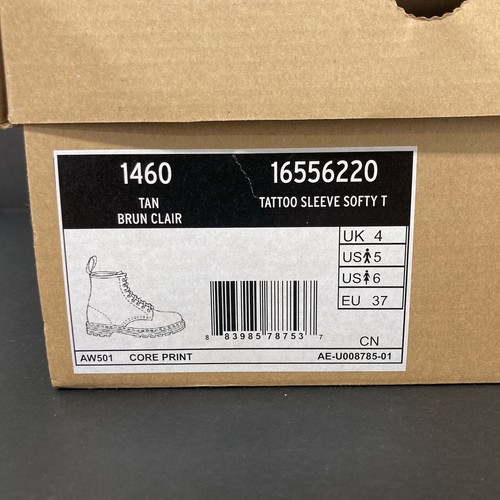 1460 16556220
TAN TATTOO SLEEVE SOFTY T
BRUN CLAIR
UK 4
US 5
US 6
EU 37
8 83985 78753 7
CN
AW501 CORE PRINT AE-U008785-01